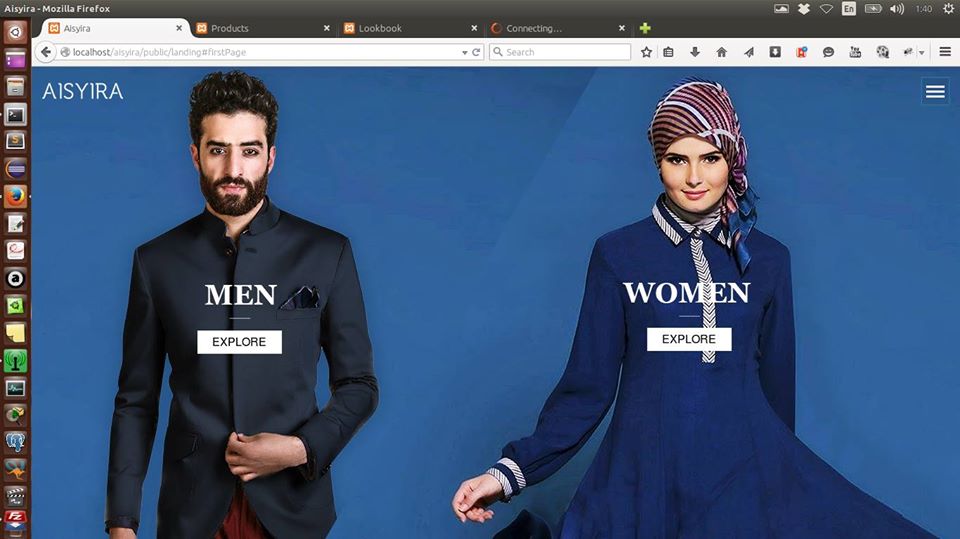 Aisyira - Mozilla Firefox
En
1:40
Aisyira
Products
Lookbook
Connecting...
localhost/aisyira/public/landing#firstPage
Search
AISYIRA
MEN
EXPLORE
WOMEN
EXPLORE